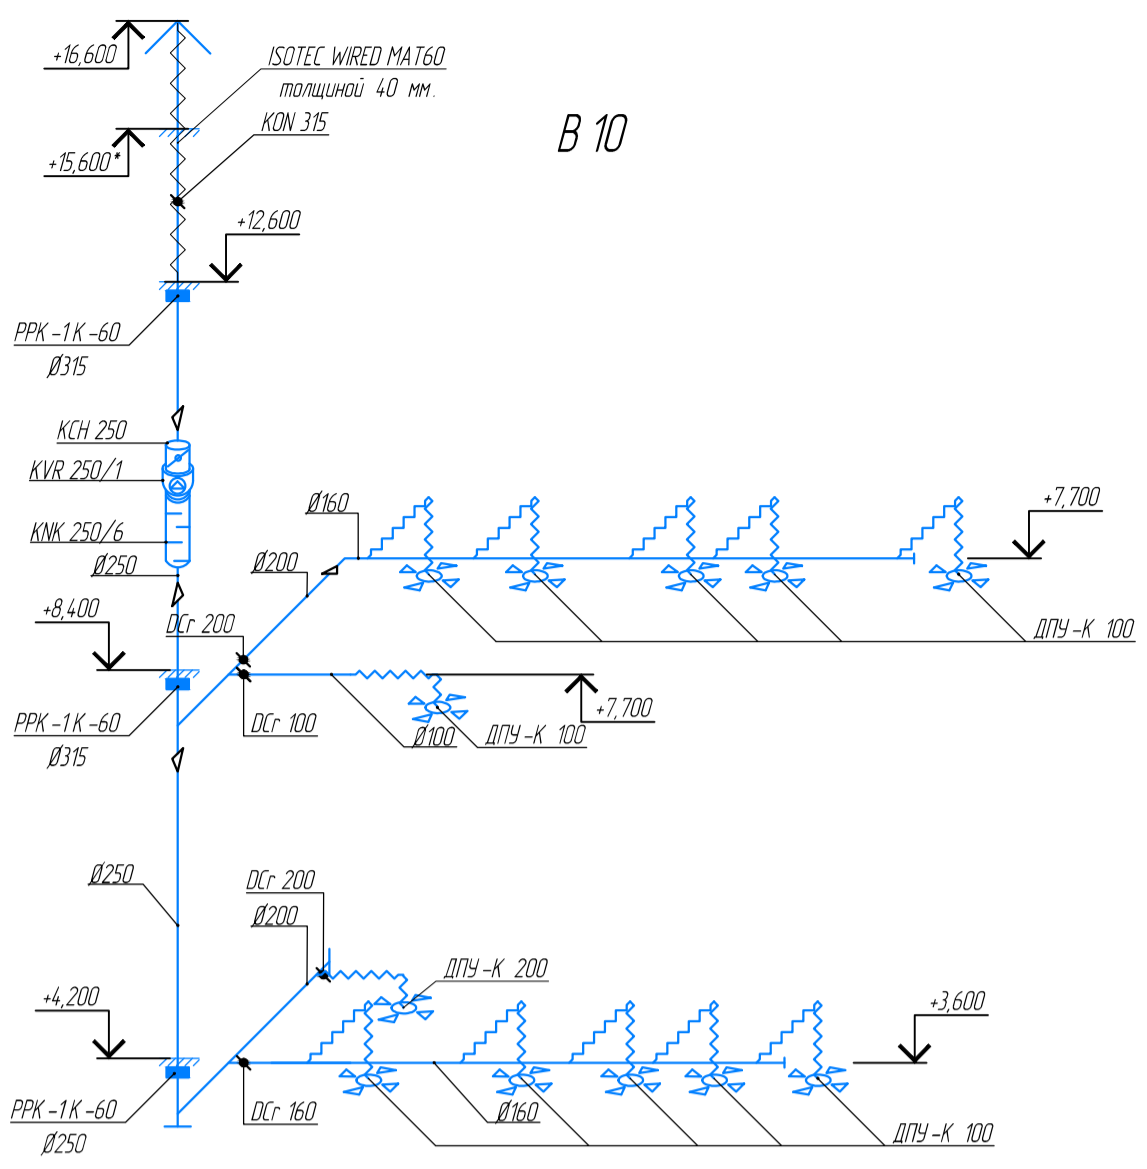 +16,600
ISOTEC WIRED MAT60
толщиной 40 мм.
KON 315
В 10
+15,600*
+12,600
PPK-1K-60
Ø315
KCH 250
KVR 250/1
KNK 250/6
Ø250
Ø160
+7,700
Ø200
+8,400
DCr 200
ДПУ-К 100
PPK-1K-60
Ø315
DCr 100
Ø100
ДПУ-К 100
+7,700
Ø250
DCr 200
Ø200
ДПУ-К 200
+4,200
+3,600
PPK-1K-60
Ø250
DCr 160
Ø160
ДПУ-К 100